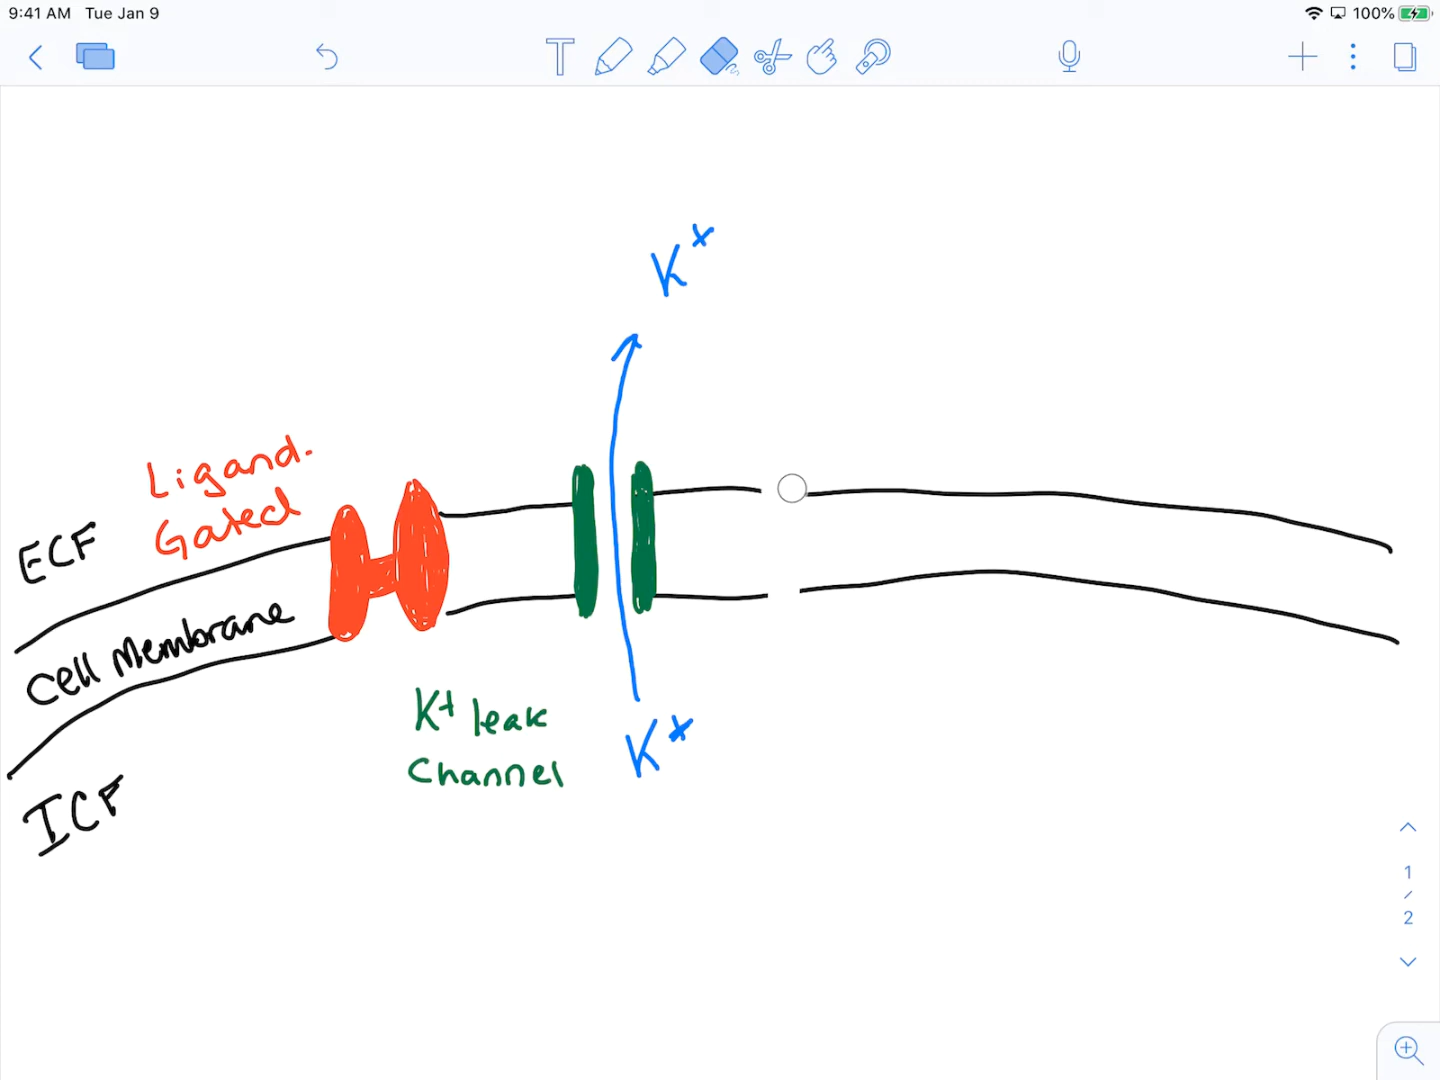 9:41 AM Tue Jan 9
100%
T
K+
Ligand.
Gated
ECF
Cell Membrane
K+ leak
Channel
K+
ICF
1
/
2